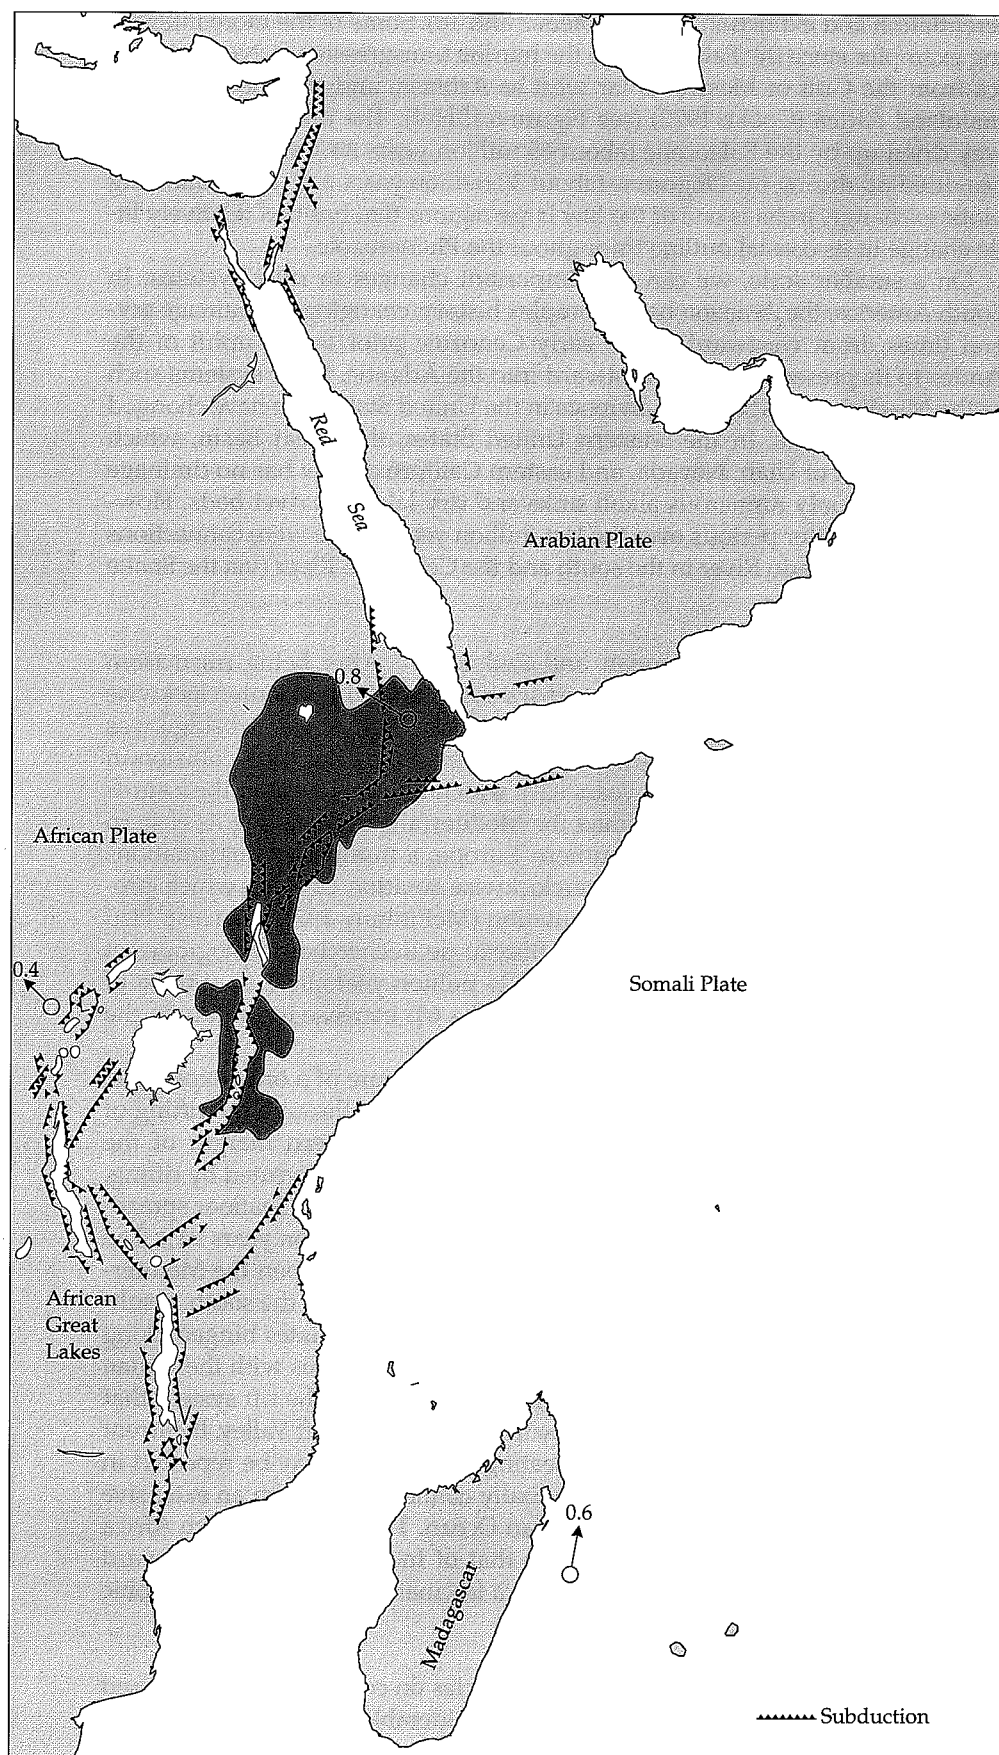 Red
Sea
Arabian Plate
0.8
African Plate
0.4
Somali Plate
African
Great
Lakes
0.6
Madagascar
Subduction